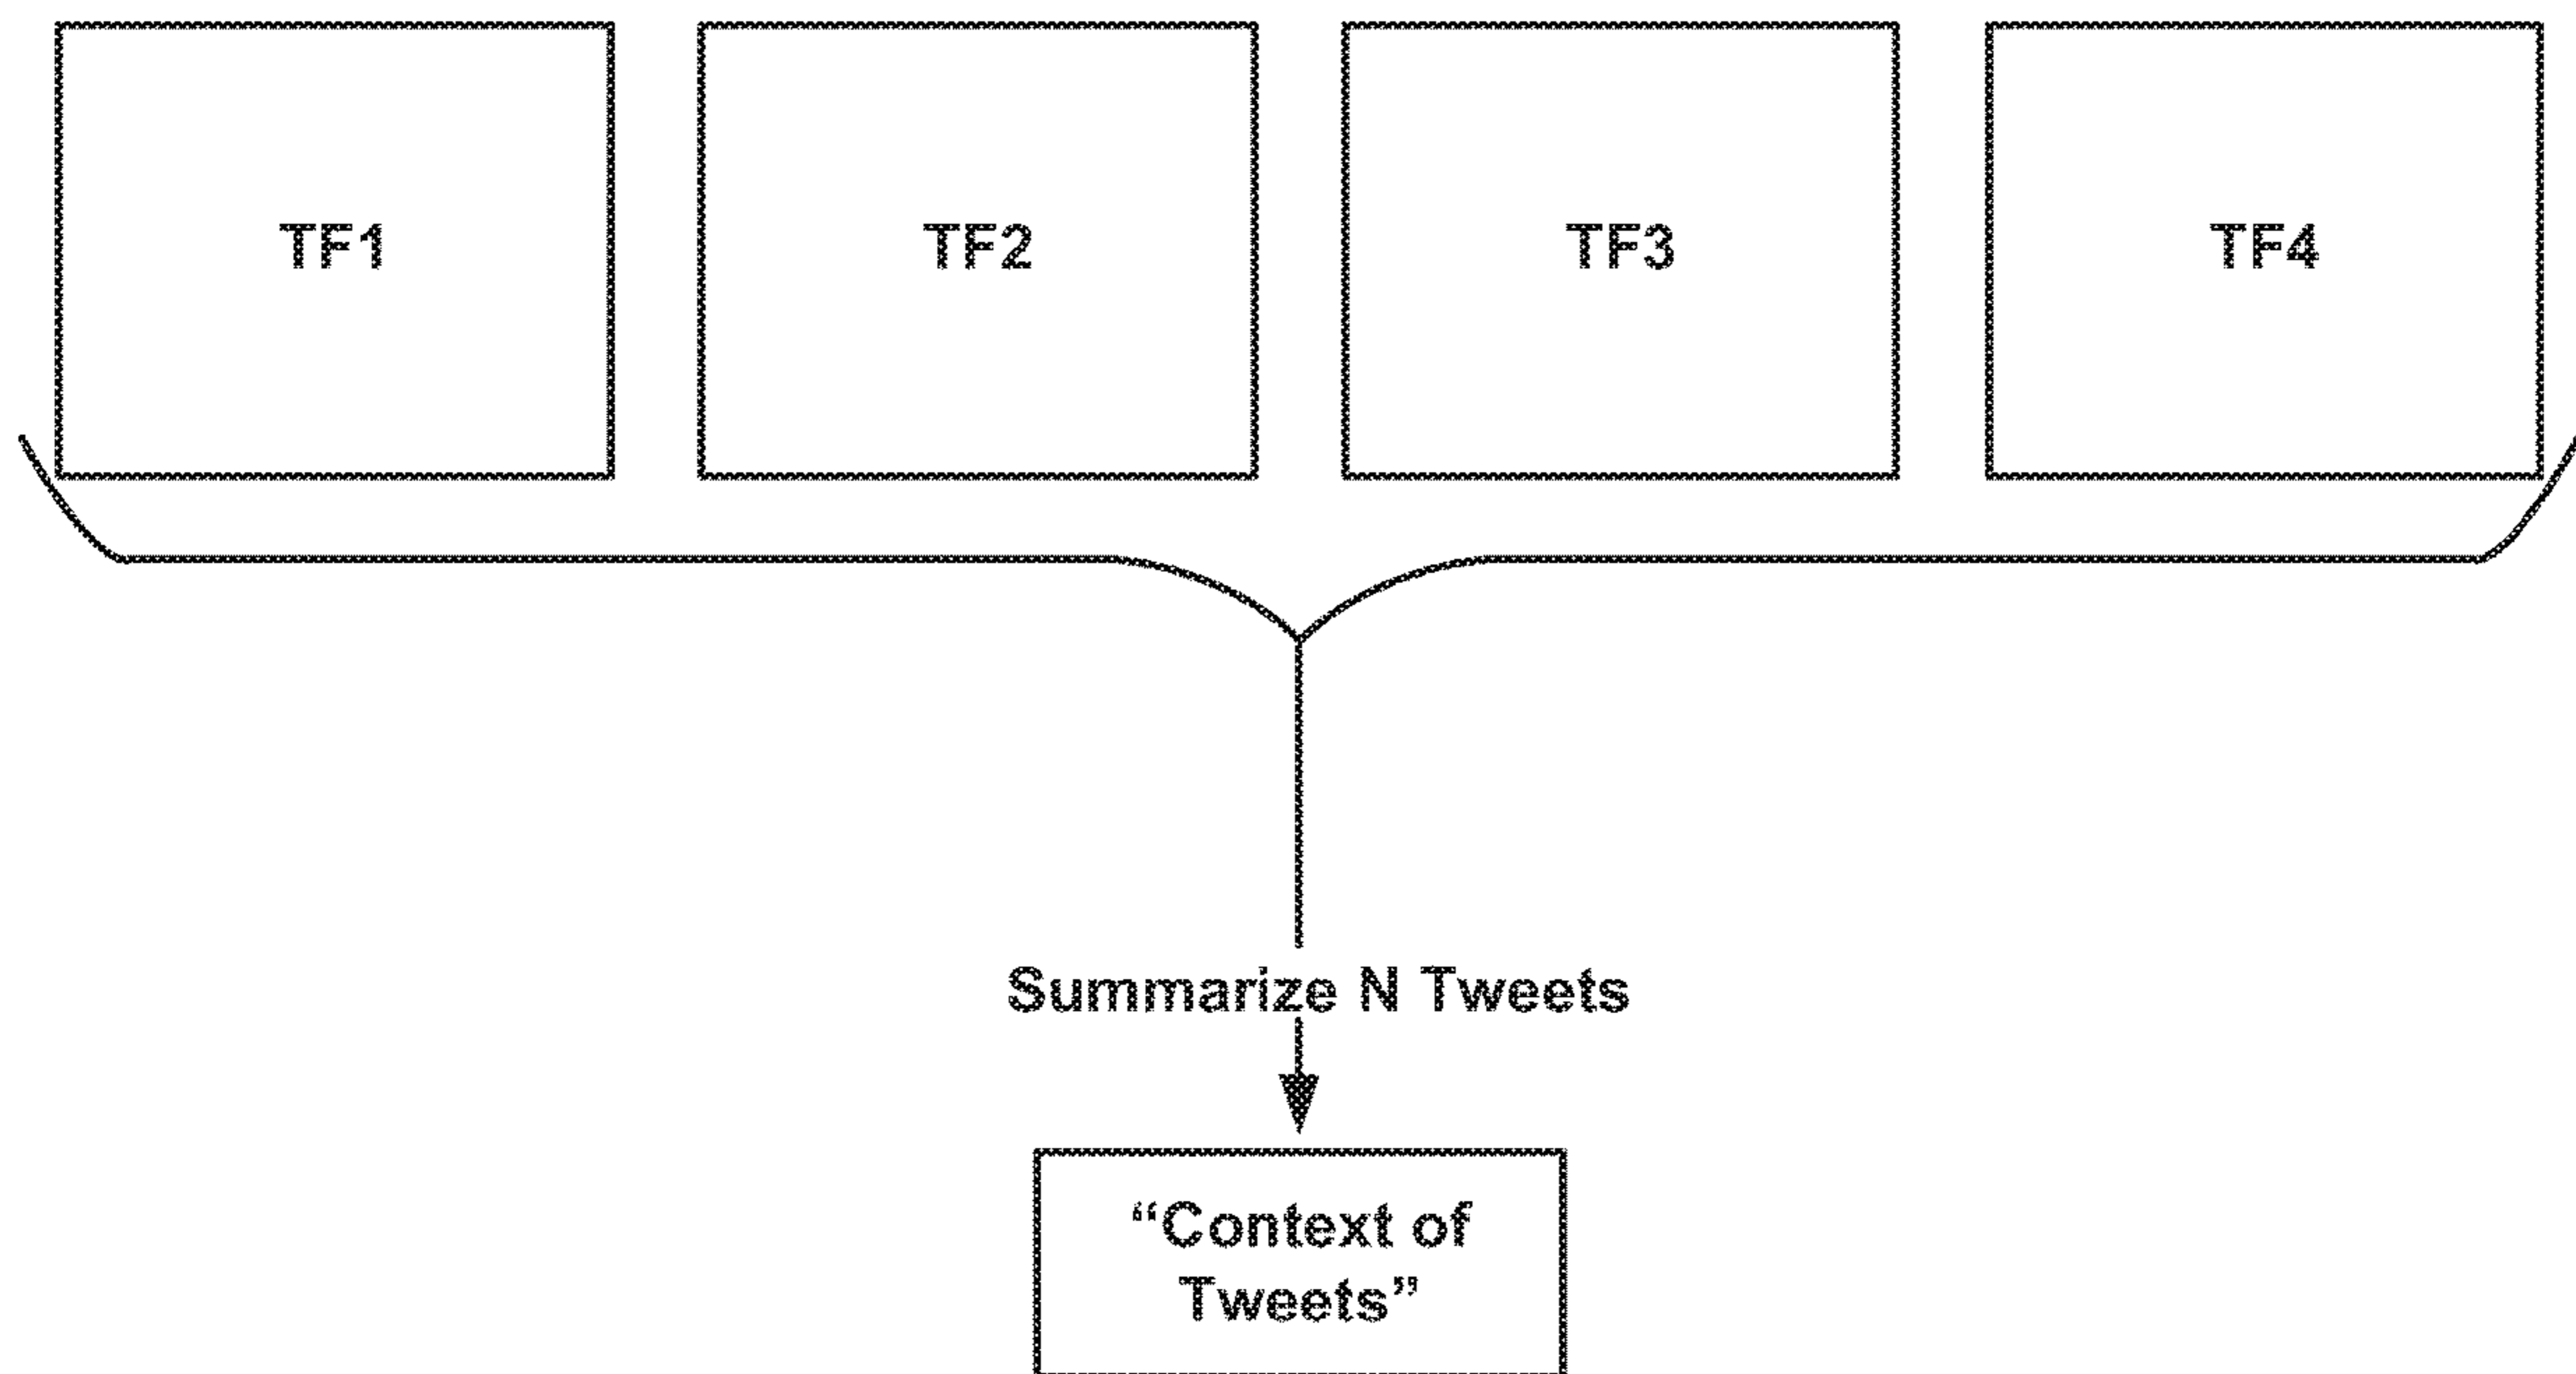 TF1
TF2
TF3
TF4
Summarize N Tweets
“Context of
Tweets”